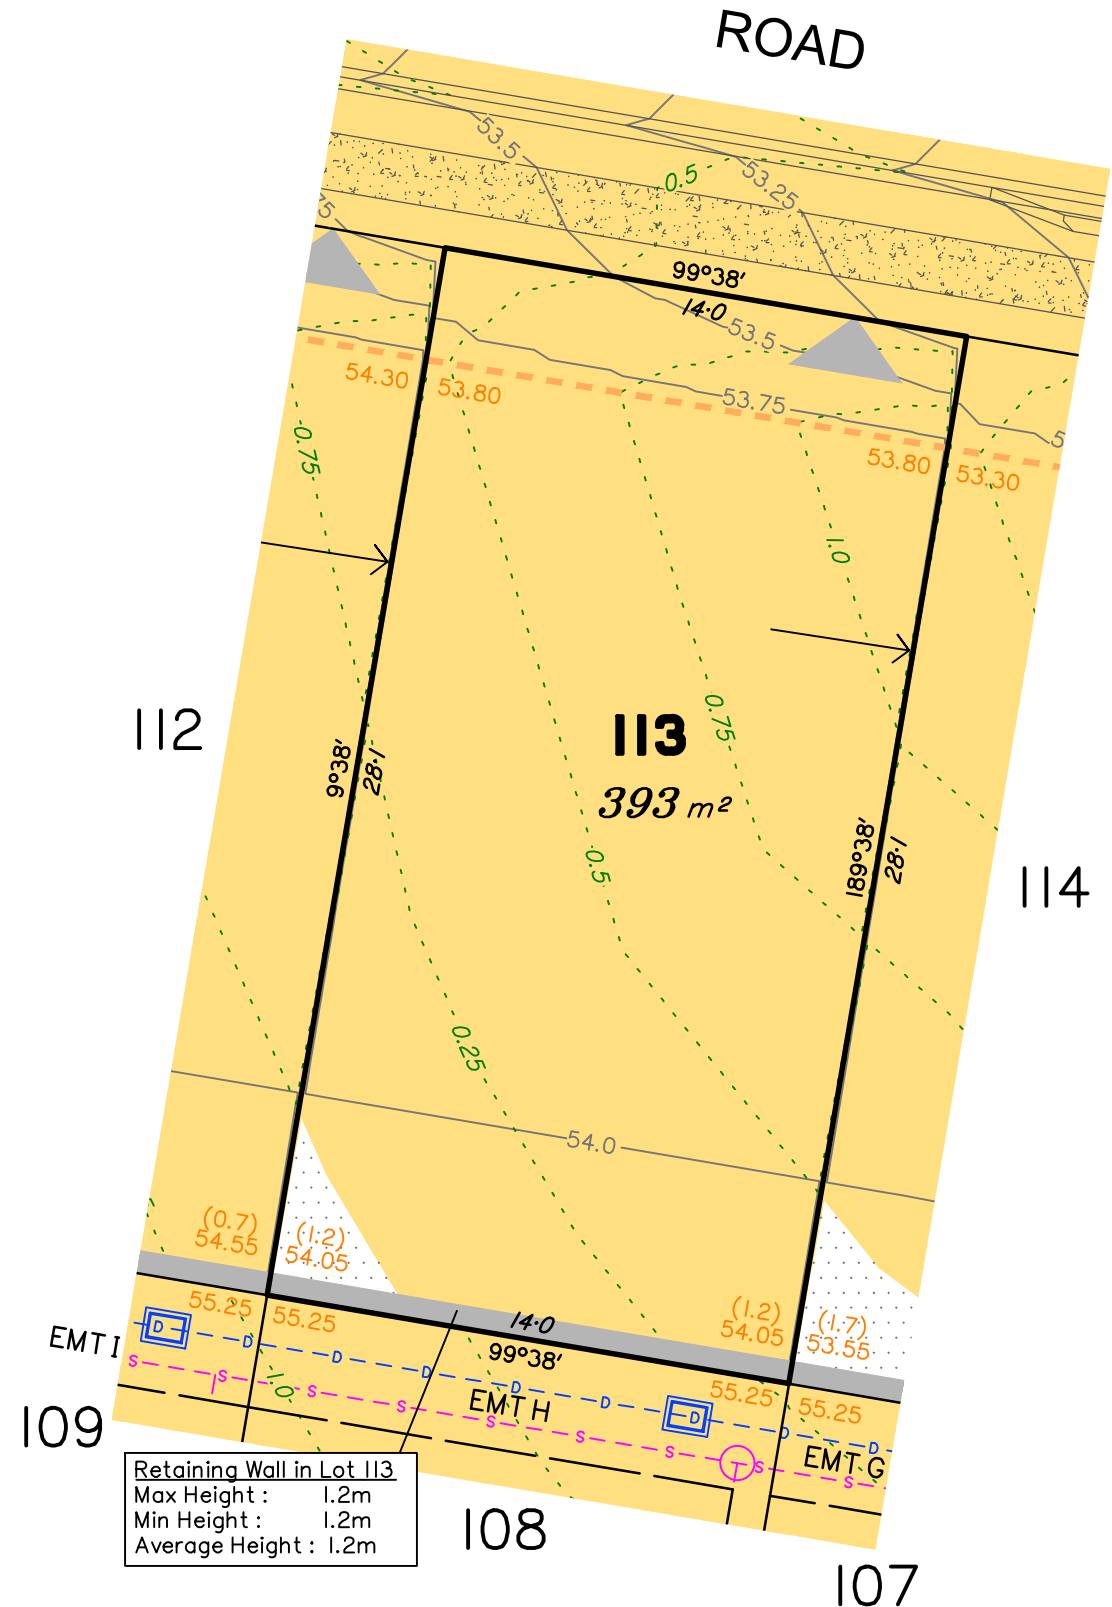 ROAD
53.5
53.25
0.5
75
99°38'
14·0
53.5
53.75
54.30
53.80
53.80
53.30
5
0.75
1.0
112
113
393 m²
0.75
9°38'
28·1
189°38'
28·1
114
0.5
0.25
54.0
(0.7)
54.55
(1.2)
54.05
(1.2)
54.05
(1.7)
53.55
55.25
55.25
14·0
99°38'
55.25
55.25
EMT I
D
D
D
D
D
D
D
D
D
S
S
S
S
S
S
S
S
S
1.0
EMT H
EMT G
109
Retaining Wall in Lot 113
Max Height : 1.2m
Min Height : 1.2m
Average Height : 1.2m
108
107